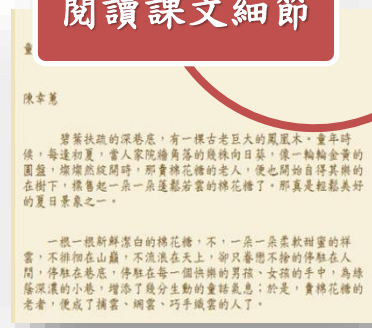 閱讀課文細節
童
陳幸蕙
碧葉扶疏的深巷底，有一棵古老巨大的鳳凰木。童年時
候，每逢初夏，當人家院牆角落的幾株向日葵，像一輪輪金黃的
圓盤，燦燦然綻開時，那賣棉花糖的老人，便也開始自得其樂的
在樹下，攜售起一朵一朵蓬鬆若雲的棉花糖了。那真是輕鬆美好
的夏日景象之一。
一根一根新鮮潔白的棉花糖，不，一朵一朵柔軟甜蜜的祥
雲，不徘徊在山巔，不流浪在天上，卻只眷戀不捨的停駐在人
間，停駐在巷底，停駐在每一個快樂的男孩、女孩的手中，為綠
蔭深濃的小巷，增添了幾分生動的童話氣息；於是，賣棉花糖的
老者，便成了捕雲、網雲、巧手織雲的人了。